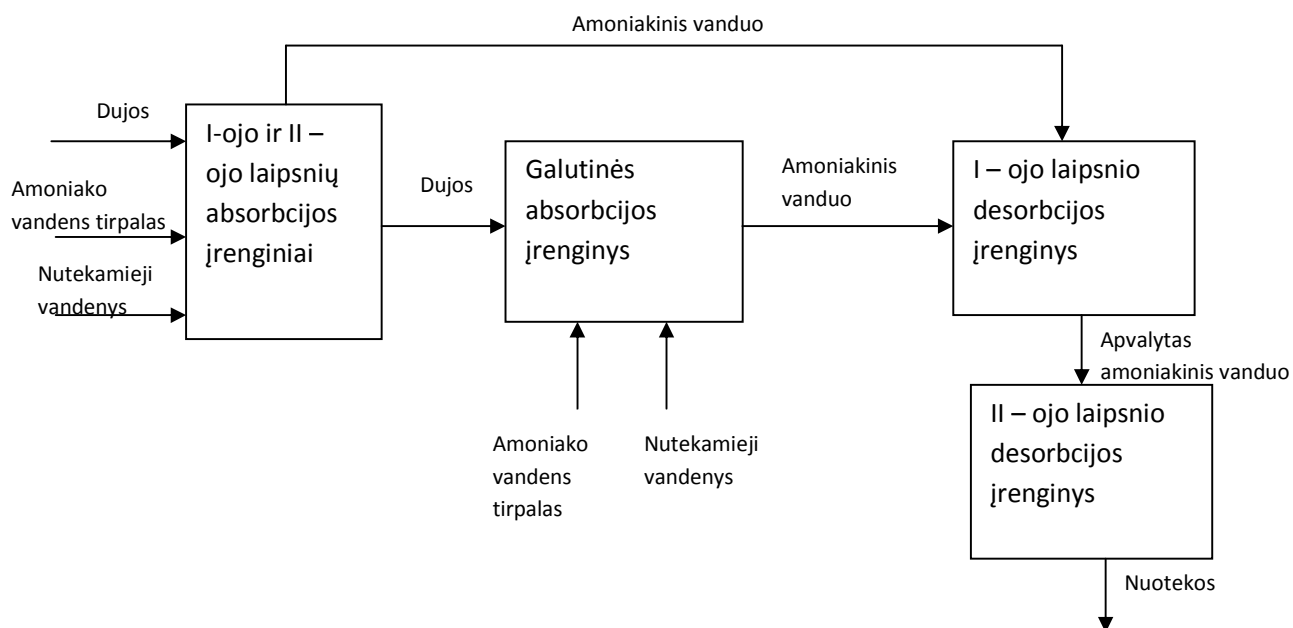 Amoniakinis vanduo
Dujos
Amoniako
vandens tirpalas
Nutekamieji
vandenys
I-ojo ir II –
ojo laipsnių
absorbcijos
įrenginiai
Dujos
Galutinės
absorbcijos
įrenginys
Amoniakinis
vanduo
I – ojo laipsnio
desorbcijos
įrenginys
Amoniako
vandens
tirpalas
Nutekamieji
vandenys
Apvalytas
amoniakinis vanduo
II – ojo laipsnio
desorbcijos
įrenginys
Nuotekos